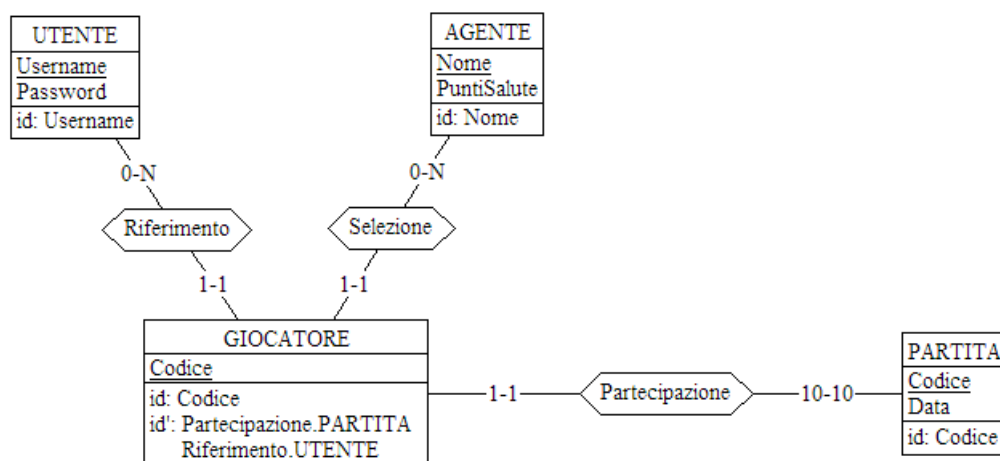 UTENTE
Username
Password
id: Username
AGENTE
Nome
PuntiSalute
id: Nome
0-N
0-N
Riferimento
Selezione
1-1
1-1
GIOCATORE
Codice
id: Codice
id': Partecipazione.PARTITA
Riferimento.UTENTE
1-1
Partecipazione
10-10
PARTITA
Codice
Data
id: Codice